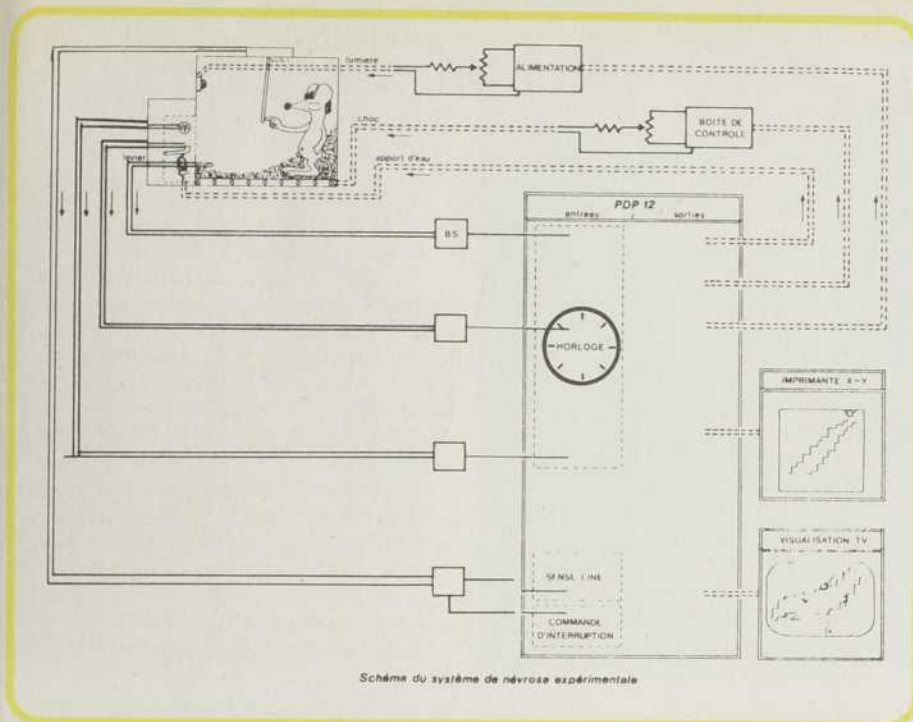 lumière
ALIMENTATION
choc
BOITE DE
CONTROLE
levier
apport d'eau
PDP 12
entrees
sorties
BS
HORLOGE
IMPRIMANTE X-Y
VISUALISATION TV
SENSE LINE
COMMANDE
D'INTERRUPTION
Schéma du système de névrose expérimentale